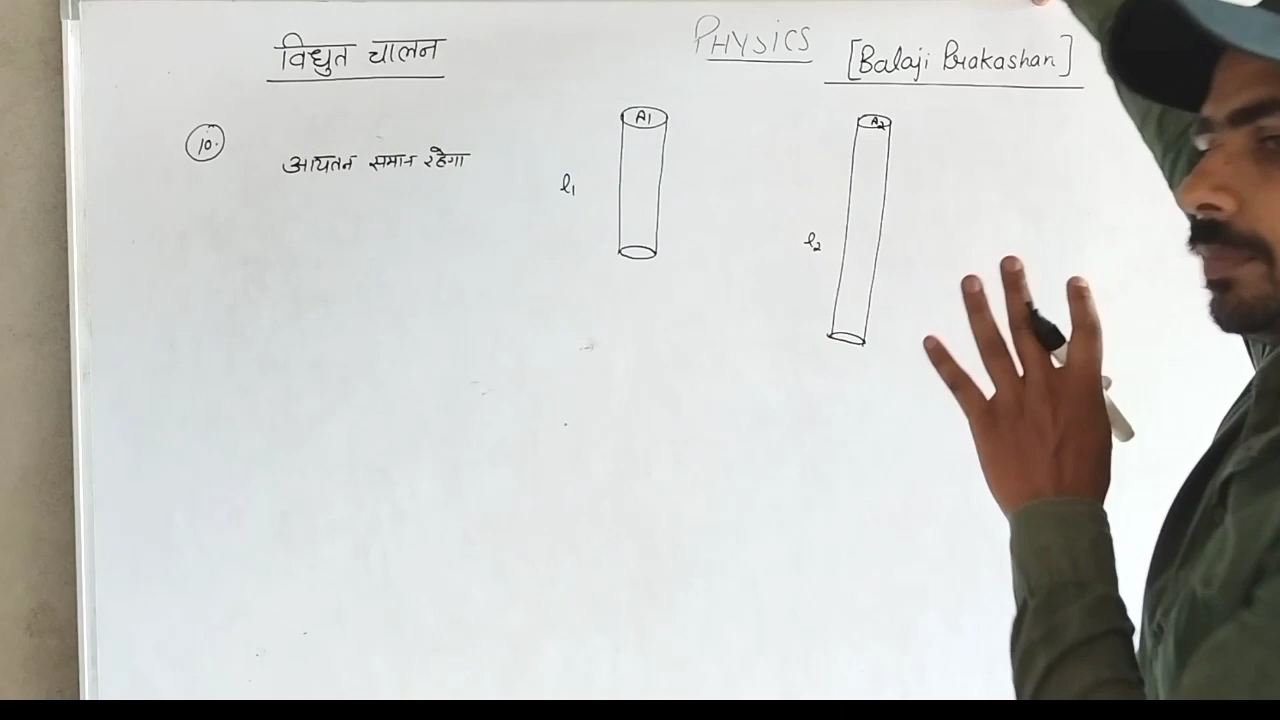 विधुत चालन
PHYSICS
[Balaji Prakashan]
10.
आयतन समान रहेगा
A1
l1
A2
l2